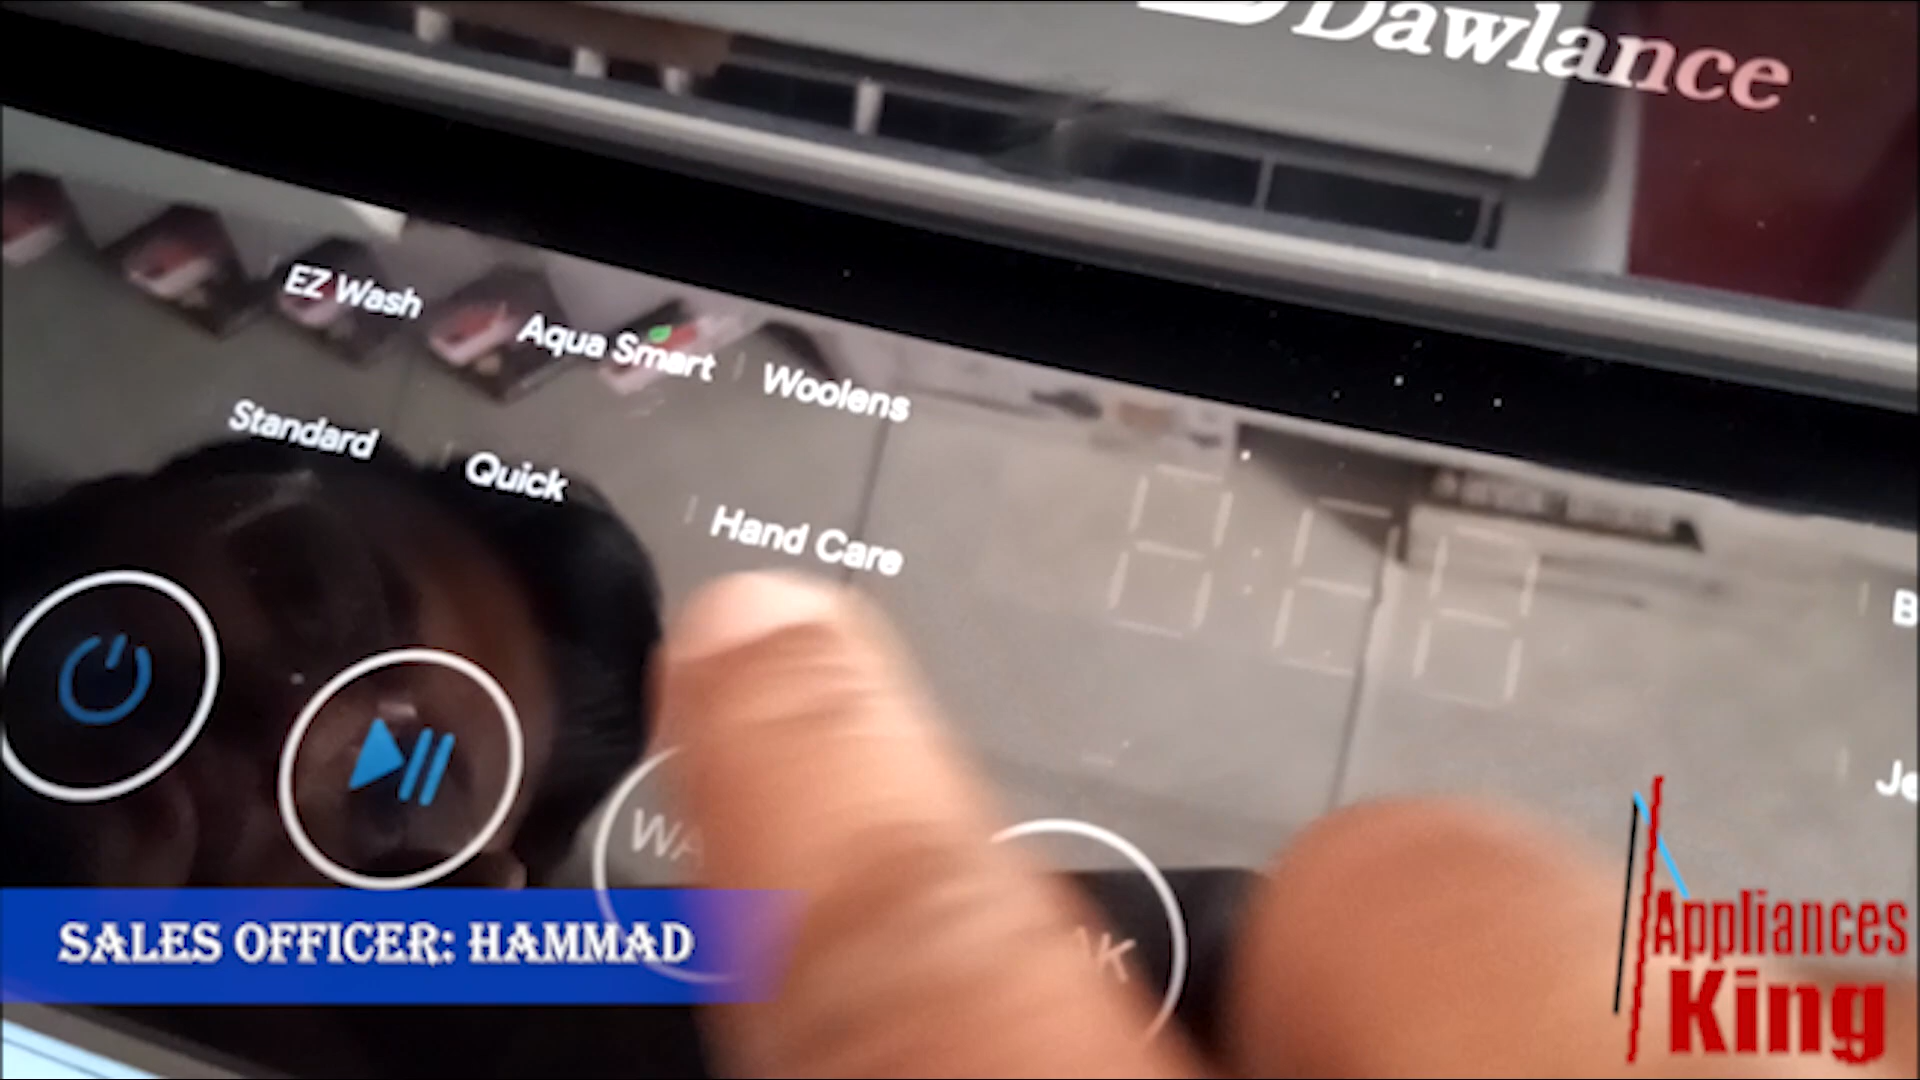 Dawlance
EZ Wash
Aqua Smart
Woolens
Standard
Quick
Hand Care
SALES OFFICER: HAMMAD
Appliances
King